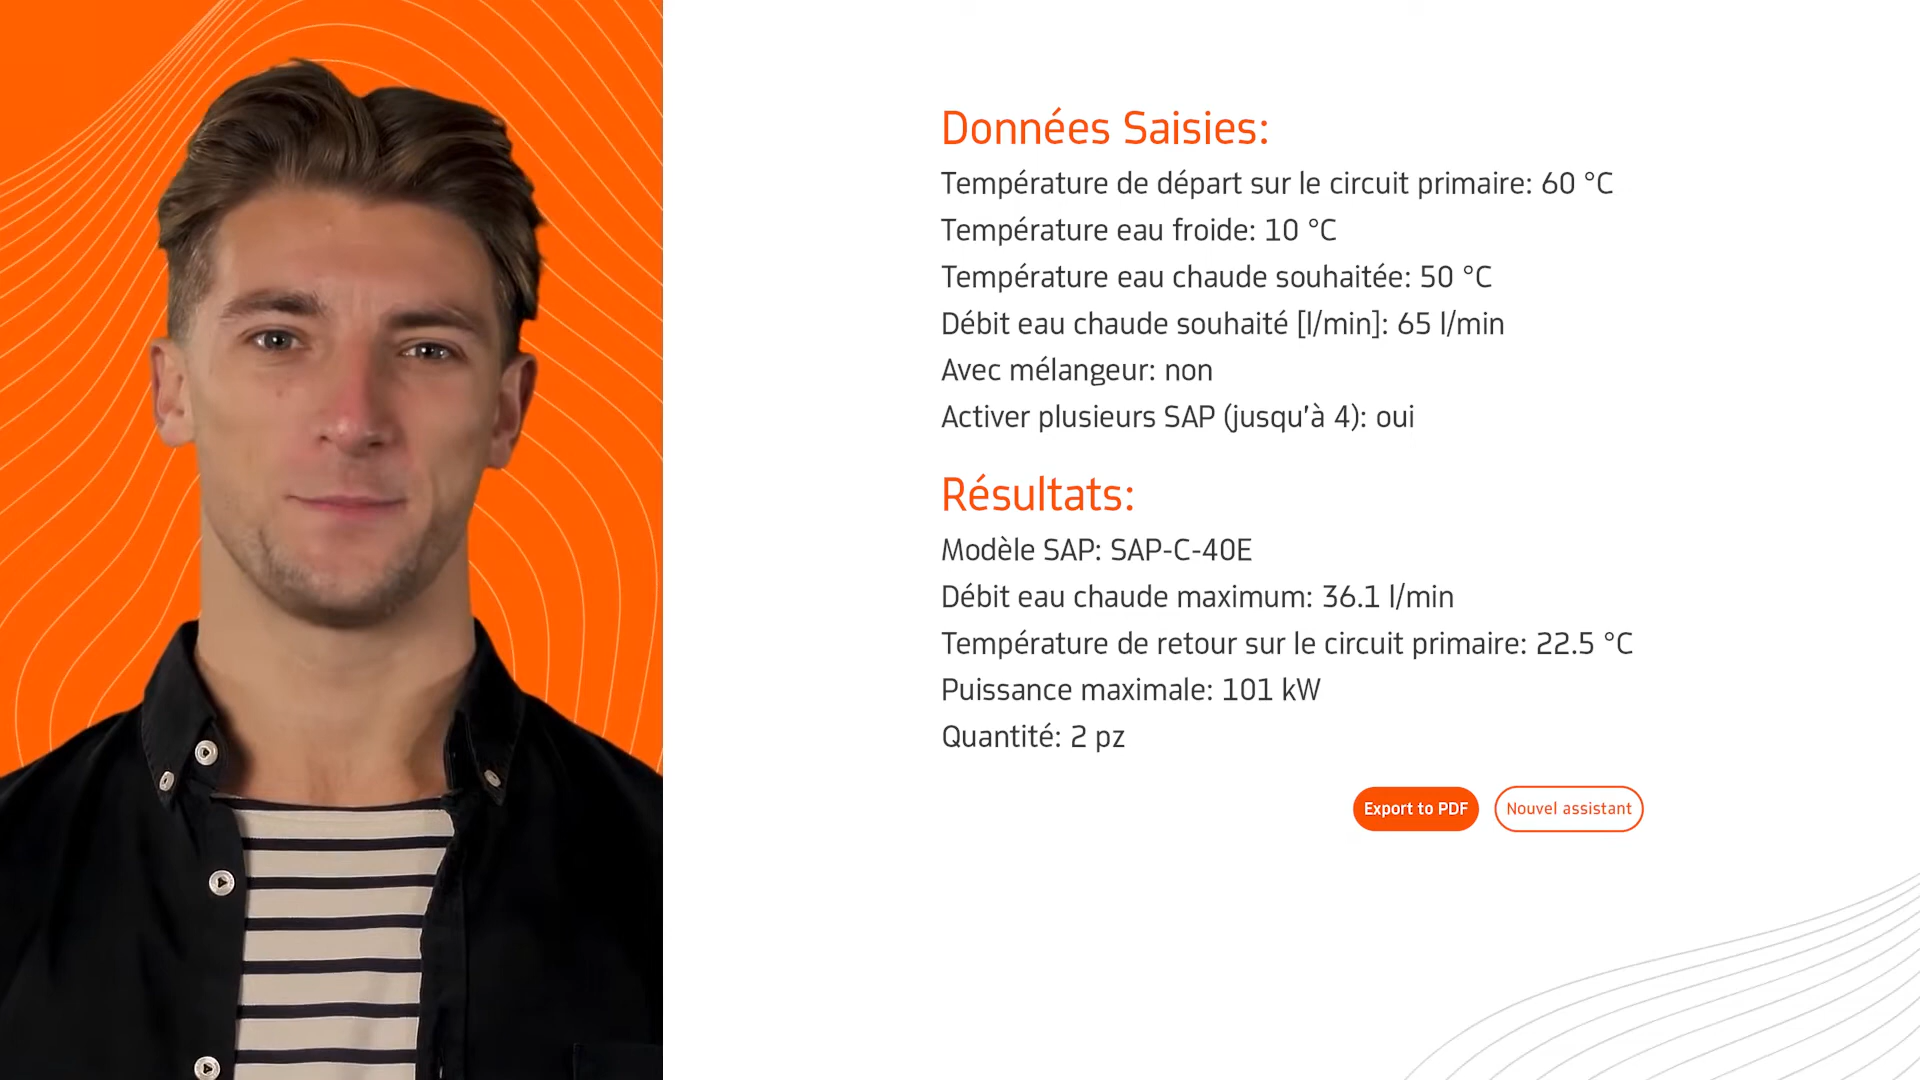 Données Saisies:
Température de départ sur le circuit primaire: 60 °C
Température eau froide: 10 °C
Température eau chaude souhaitée: 50 °C
Débit eau chaude souhaité [l/min]: 65 l/min
Avec mélangeur: non
Activer plusieurs SAP (jusqu'à 4): oui
Résultats:
Modèle SAP: SAP-C-40E
Débit eau chaude maximum: 36.1 l/min
Température de retour sur le circuit primaire: 22.5 °C
Puissance maximale: 101 kW
Quantité: 2 pz
Export to PDF
Nouvel assistant